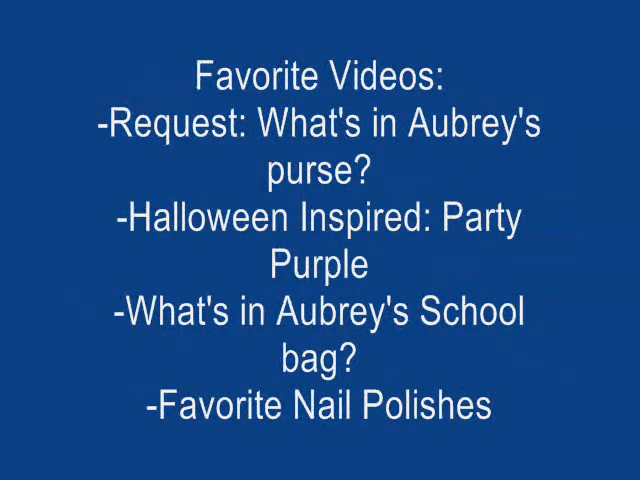 Favorite Videos:
-Request: What's in Aubrey's
purse?
-Halloween Inspired: Party
Purple
-What's in Aubrey's School
bag?
-Favorite Nail Polishes